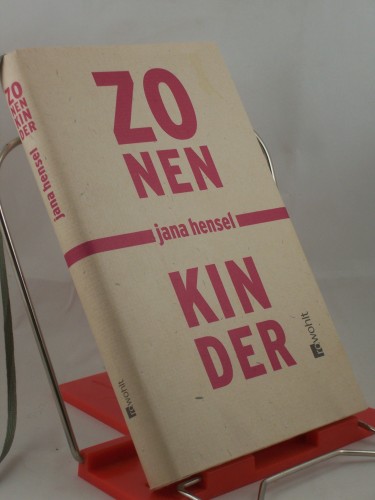 ZO
NEN
KIN
DER
jana hensel
rowohlt
ZO
NEN
jana hensel
KIN
DER
rowohlt